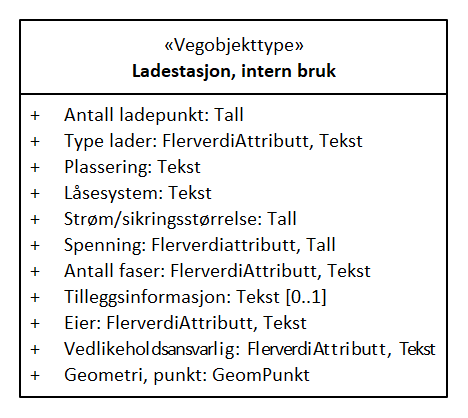 «Vegobjekttype»
Ladestasjon, intern bruk
+ Antall ladepunkt: Tall
+ Type lader: FlerverdiAttributt, Tekst
+ Plassering: Tekst
+ Låsesystem: Tekst
+ Strøm/sikringsstørrelse: Tall
+ Spenning: Flerverdiattributt, Tall
+ Antall faser: FlerverdiAttributt, Tekst
+ Tilleggsinformasjon: Tekst [0..1]
+ Eier: FlerverdiAttributt, Tekst
+ Vedlikeholdsansvarlig: FlerverdiAttributt, Tekst
+ Geometri, punkt: GeomPunkt